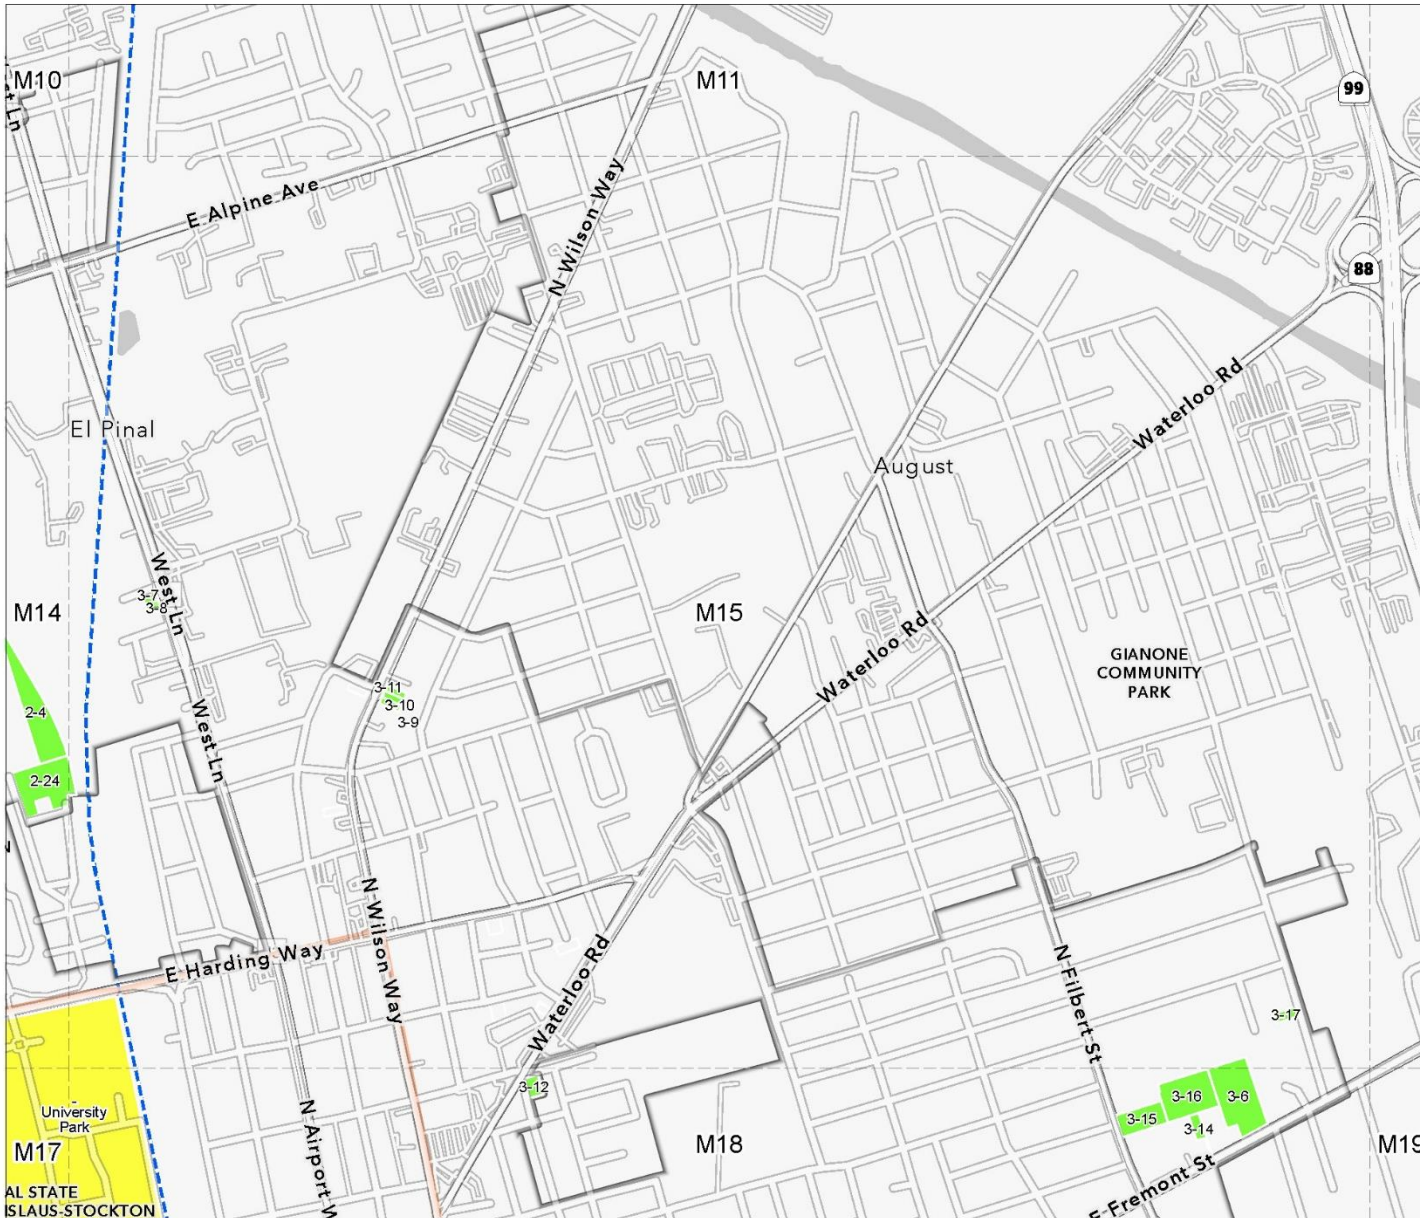 M10
M11
99
West Ln
E Alpine Ave
N Wilson Way
88
Waterloo Rd
El Pinal
August
West Ln
3-7
3-8
M14
M15
Waterloo Rd
GIANONE
COMMUNITY
PARK
3-11
3-10
3-9
2-4
West Ln
2-24
N Wilson Way
E Harding Way
Waterloo Rd
N Filbert St
3-17
3-12
3-16
3-6
3-15
3-14
University
Park
M17
M18
M19
N Airport W
E Fremont St
AL STATE
ISLAUS-STOCKTON